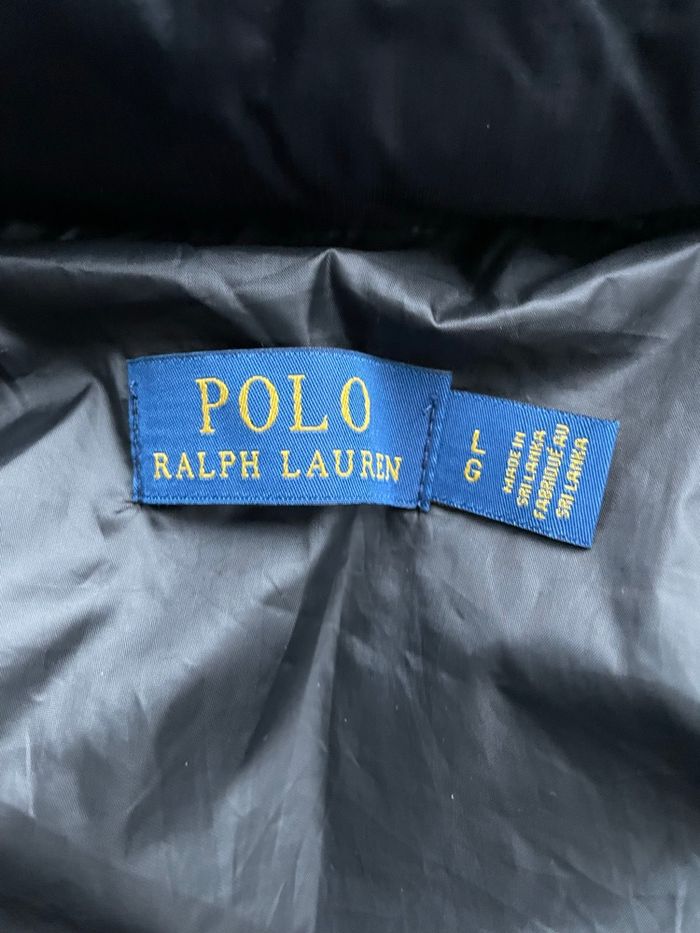 POLO
RALPH LAUREN
L
G
MADE IN
SRI LANKA
FABRIQUÉ AU
SRI LANKA